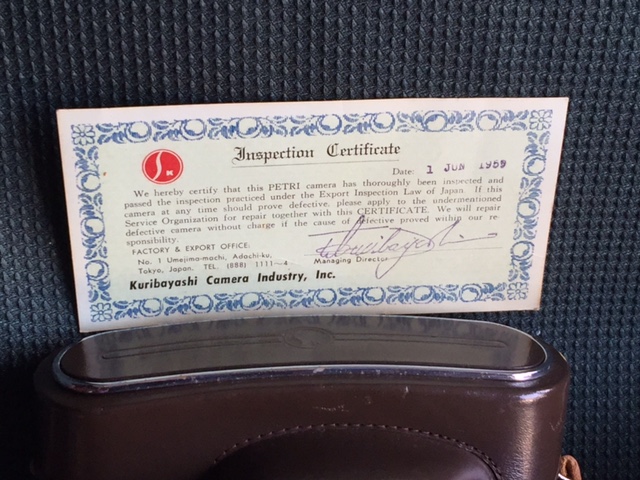 SK
Inspection Certificate
Date: 1 JUN 1959
We hereby certify that this PETRI camera has thoroughly been inspected and
passed the inspection practised under the Export Inspection Law of Japan. If this
camera at any time should prove defective, please apply to the undermentioned
Service Organization for repair together with this CERTIFICATE. We will repair
defective camera without charge if the cause of defective proved within our re-
sponsibility.
FACTORY & EXPORT OFFICE:
No. 1 Umejima-machi, Adachi-ku,
Tokyo, Japan. TEL. (888) 1111~4
Kuribayashi
Managing Director
Kuribayashi Camera Industry, Inc.